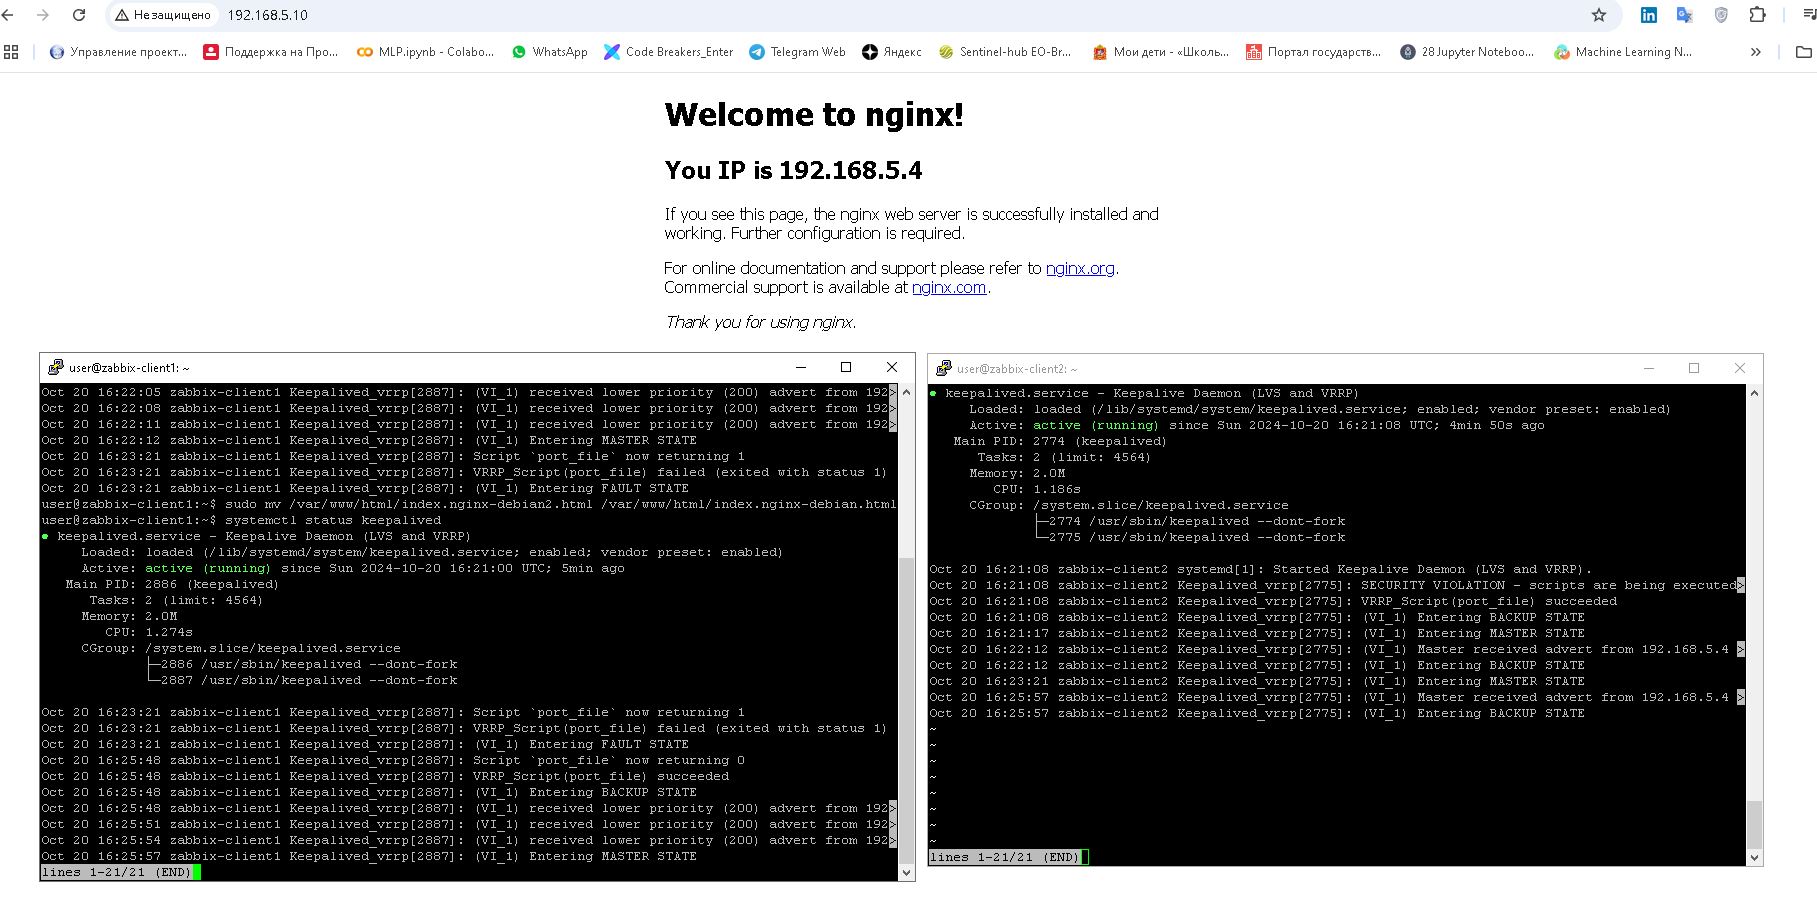 Не защищено
192.168.5.10
Управление проект...
Поддержка на Про...
MLP.ipynb - Colabo...
WhatsApp
Code Breakers_Enter
Telegram Web
Яндекс
Sentinel-hub EO-Br...
Мои дети - «Школь...
Портал государств...
28 Jupyter Noteboo...
Machine Learning N...
Welcome to nginx!
You IP is 192.168.5.4
If you see this page, the nginx web server is successfully installed and
working. Further configuration is required.
For online documentation and support please refer to nginx.org.
Commercial support is available at nginx.com.
Thank you for using nginx.
user@zabbix-client1: ~
Oct 20 16:22:05 zabbix-client1 Keepalived_vrrp[2887]: (VI_1) received lower priority (200) advert from 192>
Oct 20 16:22:08 zabbix-client1 Keepalived_vrrp[2887]: (VI_1) received lower priority (200) advert from 192>
Oct 20 16:22:11 zabbix-client1 Keepalived_vrrp[2887]: (VI_1) received lower priority (200) advert from 192>
Oct 20 16:22:12 zabbix-client1 Keepalived_vrrp[2887]: (VI_1) Entering MASTER STATE
Oct 20 16:23:21 zabbix-client1 Keepalived_vrrp[2887]: Script `port_file` now returning 1
Oct 20 16:23:21 zabbix-client1 Keepalived_vrrp[2887]: VRRP_Script(port_file) failed (exited with status 1)
Oct 20 16:23:21 zabbix-client1 Keepalived_vrrp[2887]: (VI_1) Entering FAULT STATE
user@zabbix-client1:~$ sudo mv /var/www/html/index.nginx-debian2.html /var/www/html/index.nginx-debian.html
user@zabbix-client1:~$ systemctl status keepalived
● keepalived.service - Keepalive Daemon (LVS and VRRP)
Loaded: loaded (/lib/systemd/system/keepalived.service; enabled; vendor preset: enabled)
Active: active (running) since Sun 2024-10-20 16:21:00 UTC; 5min ago
Main PID: 2886 (keepalived)
Tasks: 2 (limit: 4564)
Memory: 2.0M
CPU: 1.274s
CGroup: /system.slice/keepalived.service
├─2886 /usr/sbin/keepalived --dont-fork
└─2887 /usr/sbin/keepalived --dont-fork
Oct 20 16:23:21 zabbix-client1 Keepalived_vrrp[2887]: Script `port_file` now returning 1
Oct 20 16:23:21 zabbix-client1 Keepalived_vrrp[2887]: VRRP_Script(port_file) failed (exited with status 1)
Oct 20 16:23:21 zabbix-client1 Keepalived_vrrp[2887]: (VI_1) Entering FAULT STATE
Oct 20 16:25:48 zabbix-client1 Keepalived_vrrp[2887]: Script `port_file` now returning 0
Oct 20 16:25:48 zabbix-client1 Keepalived_vrrp[2887]: VRRP_Script(port_file) succeeded
Oct 20 16:25:48 zabbix-client1 Keepalived_vrrp[2887]: (VI_1) Entering BACKUP STATE
Oct 20 16:25:48 zabbix-client1 Keepalived_vrrp[2887]: (VI_1) received lower priority (200) advert from 192>
Oct 20 16:25:51 zabbix-client1 Keepalived_vrrp[2887]: (VI_1) received lower priority (200) advert from 192>
Oct 20 16:25:54 zabbix-client1 Keepalived_vrrp[2887]: (VI_1) received lower priority (200) advert from 192>
Oct 20 16:25:57 zabbix-client1 Keepalived_vrrp[2887]: (VI_1) Entering MASTER STATE
lines 1-21/21 (END)
user@zabbix-client2: ~
● keepalived.service - Keepalive Daemon (LVS and VRRP)
Loaded: loaded (/lib/systemd/system/keepalived.service; enabled; vendor preset: enabled)
Active: active (running) since Sun 2024-10-20 16:21:08 UTC; 4min 50s ago
Main PID: 2774 (keepalived)
Tasks: 2 (limit: 4564)
Memory: 2.0M
CPU: 1.186s
CGroup: /system.slice/keepalived.service
├─2774 /usr/sbin/keepalived --dont-fork
└─2775 /usr/sbin/keepalived --dont-fork
Oct 20 16:21:08 zabbix-client2 systemd[1]: Started Keepalive Daemon (LVS and VRRP).
Oct 20 16:21:08 zabbix-client2 Keepalived_vrrp[2775]: SECURITY VIOLATION - scripts are being executed>
Oct 20 16:21:08 zabbix-client2 Keepalived_vrrp[2775]: VRRP_Script(port_file) succeeded
Oct 20 16:21:08 zabbix-client2 Keepalived_vrrp[2775]: (VI_1) Entering BACKUP STATE
Oct 20 16:21:17 zabbix-client2 Keepalived_vrrp[2775]: (VI_1) Entering MASTER STATE
Oct 20 16:22:12 zabbix-client2 Keepalived_vrrp[2775]: (VI_1) Master received advert from 192.168.5.4 >
Oct 20 16:22:12 zabbix-client2 Keepalived_vrrp[2775]: (VI_1) Entering BACKUP STATE
Oct 20 16:23:21 zabbix-client2 Keepalived_vrrp[2775]: (VI_1) Entering MASTER STATE
Oct 20 16:25:57 zabbix-client2 Keepalived_vrrp[2775]: (VI_1) Master received advert from 192.168.5.4 >
Oct 20 16:25:57 zabbix-client2 Keepalived_vrrp[2775]: (VI_1) Entering BACKUP STATE
~
~
~
~
~
~
~
~
lines 1-21/21 (END)